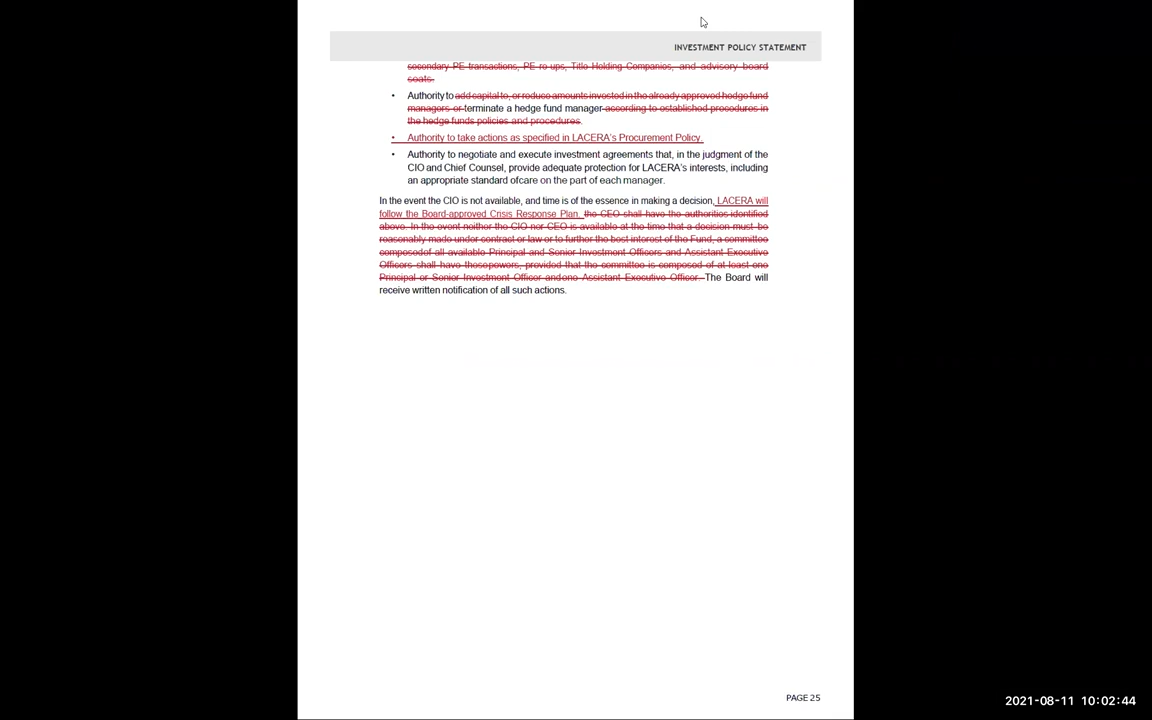 INVESTMENT POLICY STATEMENT
secondary PE transactions, PE re-ups, Title Holding Companies, and advisory board
seats.
• Authority to add capital to, or reduce amounts invested in the already approved hedge fund
managers or terminate a hedge fund manager according to established procedures in
the hedge funds policies and procedures.
• Authority to take actions as specified in LACERA's Procurement Policy.
• Authority to negotiate and execute investment agreements that, in the judgment of the
CIO and Chief Counsel, provide adequate protection for LACERA's interests, including
an appropriate standard ofcare on the part of each manager.
In the event the CIO is not available, and time is of the essence in making a decision, LACERA will
follow the Board-approved Crisis Response Plan. the CEO shall have the authorities identified
above. In the event neither the CIO nor CEO is available at the time that a decision must be
reasonably made under contract or law or to further the best interest of the Fund, a committee
composedof all available Principal and Senior Investment Officers and Assistant Executive
Officers shall have thesepowers, provided that the committee is composed of at least one
Principal or Senior Investment Officer andone Assistant Executive Officer. The Board will
receive written notification of all such actions.
PAGE 25
2021-08-11 10:02:44